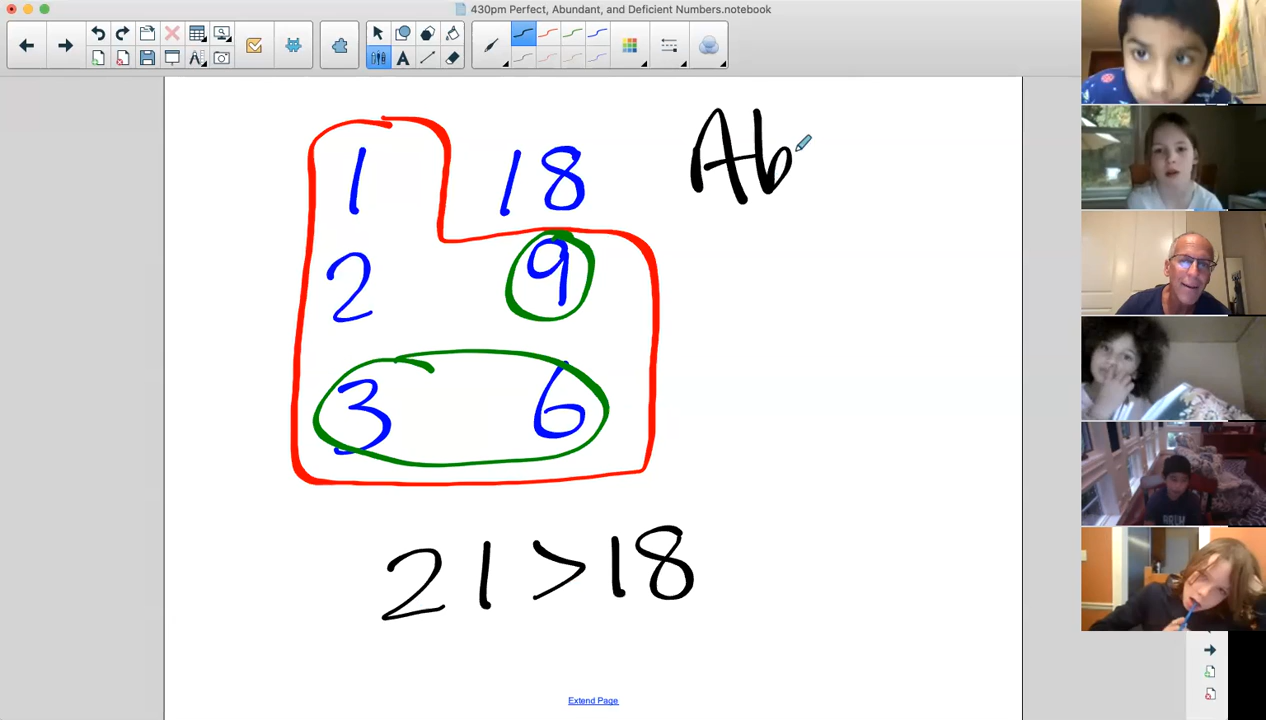 430pm Perfect, Abundant, and Deficient Numbers.notebook
1 18 Ab
2 9
3 6
21 > 18
Extend Page